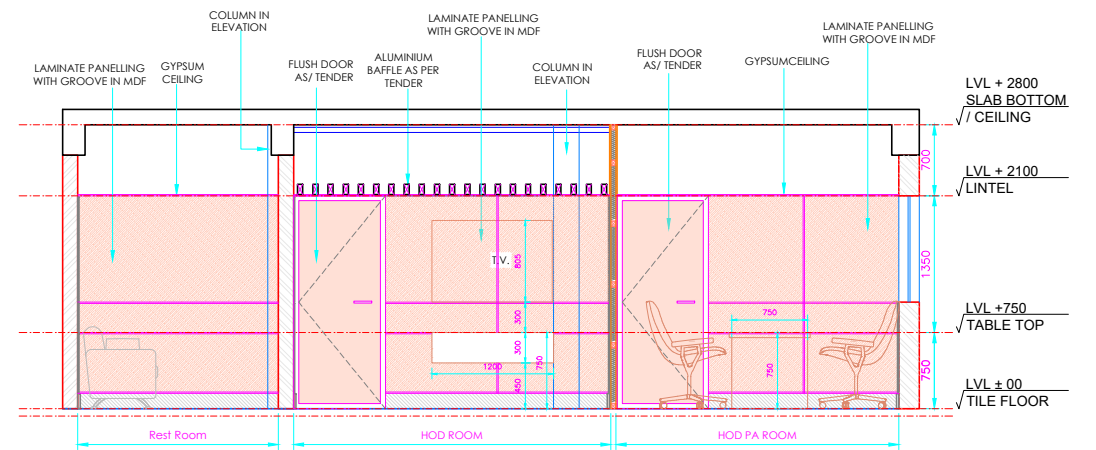 COLUMN IN
ELEVATION
LAMINATE PANELLING
WITH GROOVE IN MDF
LAMINATE PANELLING
WITH GROOVE IN MDF
LAMINATE PANELLING
WITH GROOVE IN MDF
GYPSUM
CEILING
FLUSH DOOR
AS/ TENDER
ALUMINIUM
BAFFLE AS PER
TENDER
COLUMN IN
ELEVATION
FLUSH DOOR
AS/ TENDER
GYPSUMCEILING
LVL + 2800
SLAB BOTTOM
/ CEILING
700
LVL + 2100
LINTEL
T.V.
805
1350
300
750
LVL +750
TABLE TOP
300
750
1200
450
750
750
LVL ± 00
TILE FLOOR
Rest Room
HOD ROOM
HOD PA ROOM